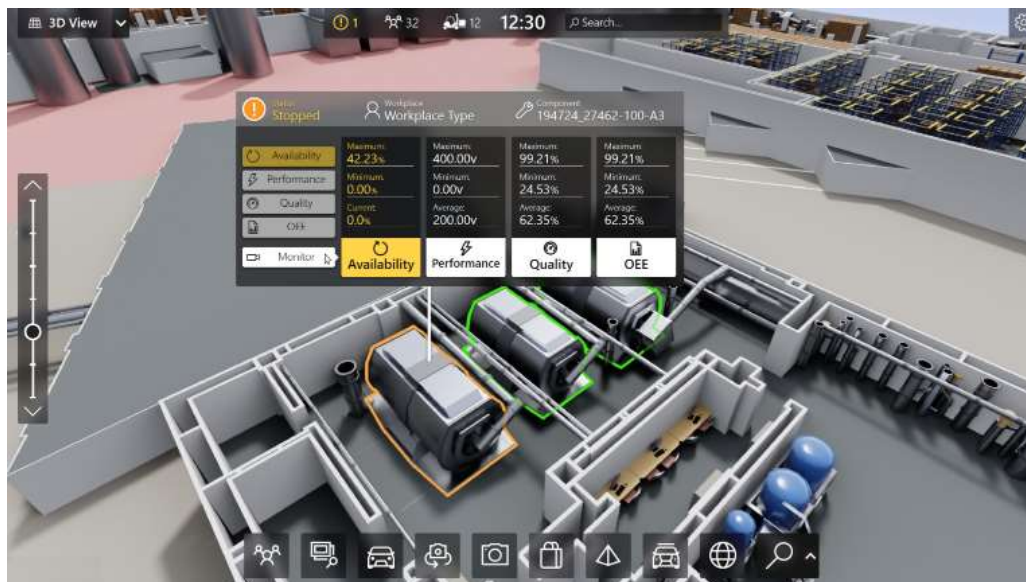 3D View
1
32
12
12:30
Search...
Status
Stopped
Workplace
Workplace Type
Component
194724_27462-100-A3
Availability
Performance
Quality
OEE
Monitor
Maximum:
42.23%
Minimum:
0.00%
Current:
0.0%
Availability
Maximum:
400.00v
Minimum:
0.00v
Average:
200.00v
Performance
Maximum:
99.21%
Minimum:
24.53%
Average:
62.35%
Quality
Maximum:
99.21%
Minimum:
24.53%
Average:
62.35%
OEE